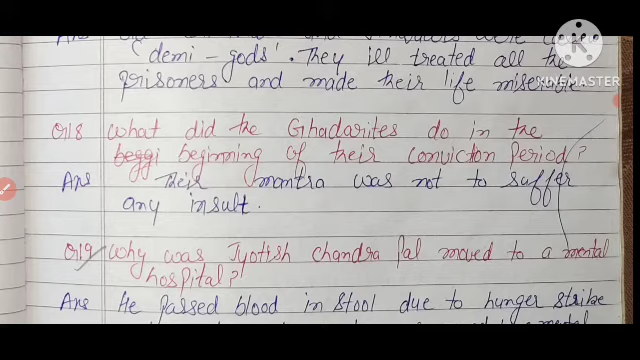 'demi-gods'. They ill treated all the
prisoners and made their life miserable
KINEMASTER
Q18 What did the Ghadarites do in the
beggi beginning of their conviction Period?
Ans Their mantra was not to suffer
any insult.
Q19 Why was Jyotish Chandra Pal moved to a mental
hospital?
Ans He passed blood in stool due to hunger strike